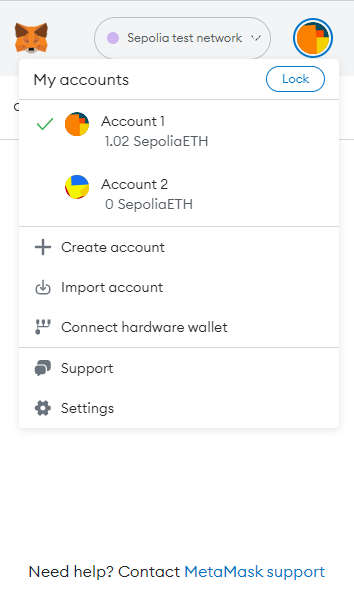 Sepolia test network
My accounts
Lock
Account 1
1.02 SepoliaETH
Account 2
0 SepoliaETH
Create account
Import account
Connect hardware wallet
Support
Settings
Need help? Contact MetaMask support